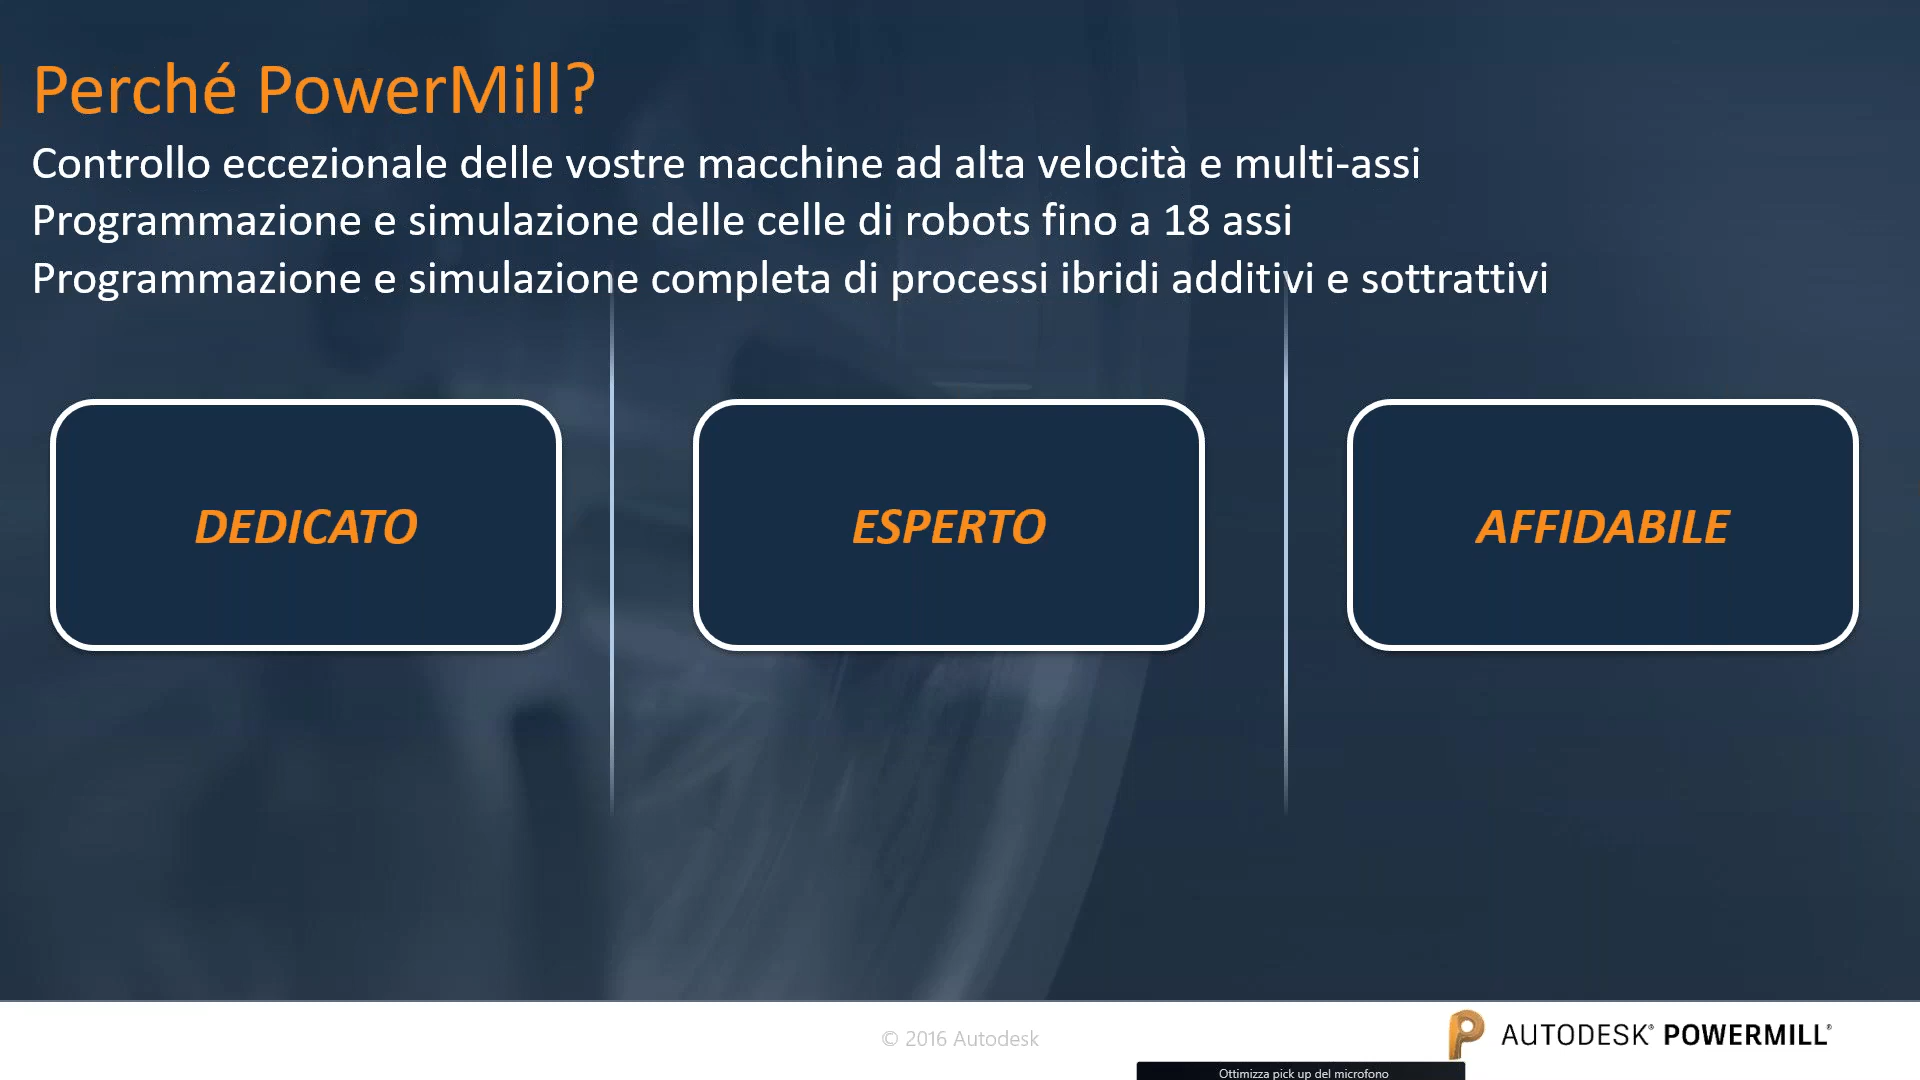 Perché PowerMill?
Controllo eccezionale delle vostre macchine ad alta velocità e multi-assi
Programmazione e simulazione delle celle di robots fino a 18 assi
Programmazione e simulazione completa di processi ibridi additivi e sottrattivi
DEDICATO
ESPERTO
AFFIDABILE
© 2016 Autodesk
AUTODESK® POWERMILL®
Ottimizza pick up del microfono